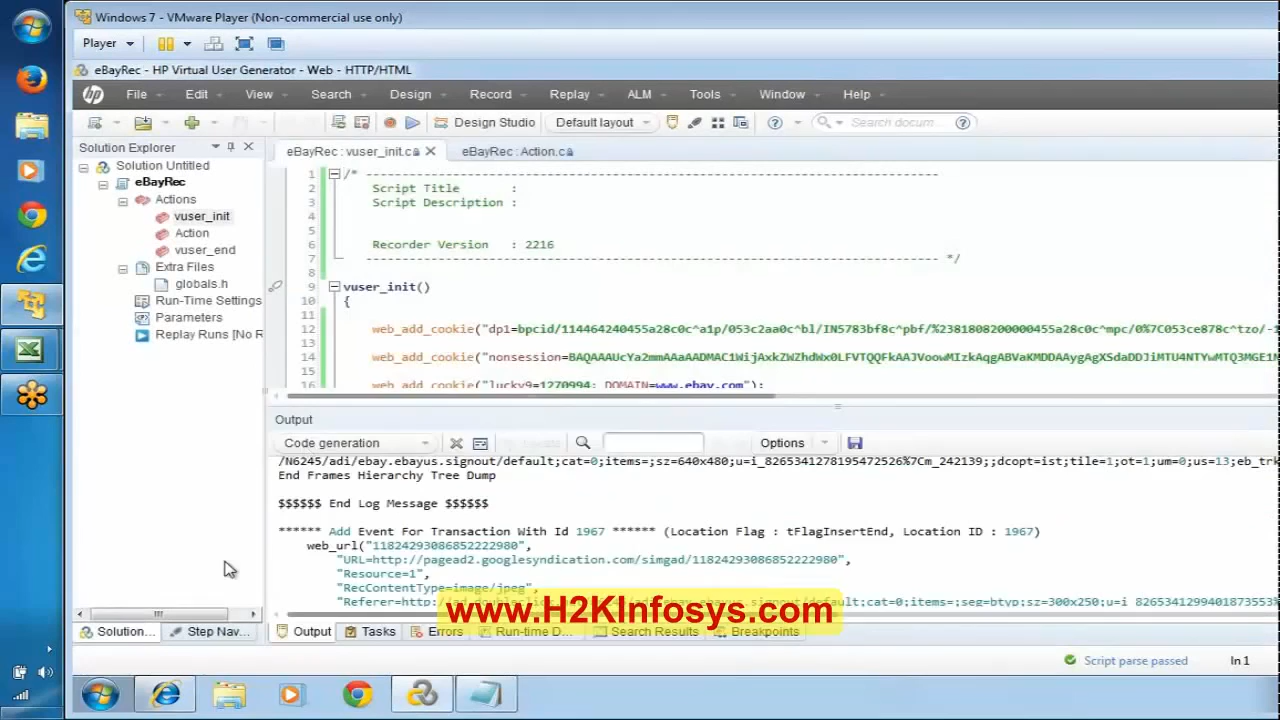 Windows 7 - VMware Player (Non-commercial use only)
Player
eBayRec - HP Virtual User Generator - Web - HTTP/HTML
hp File Edit View Search Design Record Replay ALM Tools Window Help
Design Studio Default layout Search docum...
Solution Explorer
Solution Untitled
eBayRec
Actions
vuser_init
Action
vuser_end
Extra Files
globals.h
Run-Time Settings
Parameters
Replay Runs [No R
eBayRec : vuser_init.c
eBayRec : Action.c
1 /* -------------------------------------------------------------------------------
2 Script Title :
3 Script Description :
4
5
6 Recorder Version : 2216
7 ------------------------------------------------------------------------------- */
8
9 vuser_init()
10 {
11
12 web_add_cookie("dp1=bpcid/114464240455a28c0c^a1p/053c2aa0c^bl/IN5783bf8c^pbf/%2381808200000455a28c0c^mpc/0%7C053ce878c^tzo/-1
13
14 web_add_cookie("nonsession=
15
16 web_add_cookie("lucky9=1270994; DOMAIN=www.ebay.com");
Output
Code generation
Options
/N6245/adi/ebay.ebayus.signout/default;cat=0;items=;sz=640x480;u=i_8265341278195472526%7Cm_242139;;dcopt=ist;tile=1;ot=1;um=0;us=13;eb_trk
End Frames Hierarchy Tree Dump
$$$$$$ End Log Message $$$$$$
****** Add Event For Transaction With Id 1967 ****** (Location Flag : tFlagInsertEnd, Location ID : 1967)
web_url("11824293086852222980",
"URL=http://pagead2.googlesyndication.com/simgad/11824293086852222980",
"Resource=1",
"RecContentType=image/jpeg",
"Referer=http:
www.H2KInfosys.com
Solution... Step Nav...
Output Tasks Errors Run-time D... Search Results Breakpoints
Script parse passed ln 1